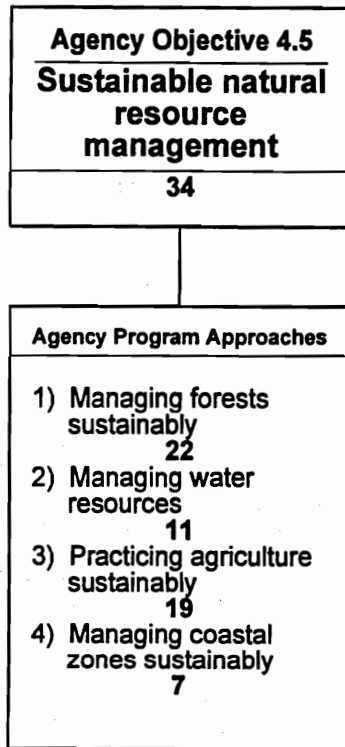 Agency Objective 4.5
Sustainable natural
resource
management
34
Agency Program Approaches
1) Managing forests
sustainably
22
2) Managing water
resources
11
3) Practicing agriculture
sustainably
19
4) Managing coastal
zones sustainably
7